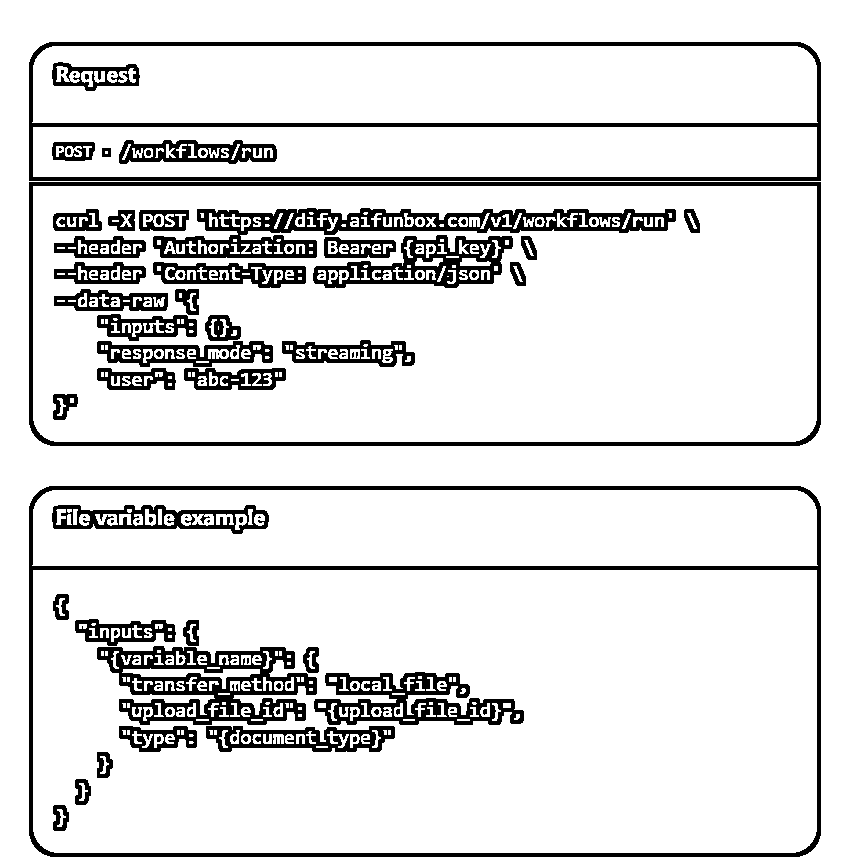 Request
POST · /workflows/run
curl -X POST 'https://dify.aifunbox.com/v1/workflows/run' \
--header 'Authorization: Bearer {api_key}' \
--header 'Content-Type: application/json' \
--data-raw '{
    "inputs": {},
    "response_mode": "streaming",
    "user": "abc-123"
}'
File variable example
{
  "inputs": {
    "{variable_name}": {
      "transfer_method": "local_file",
      "upload_file_id": "{upload_file_id}",
      "type": "{document_type}"
    }
  }
}